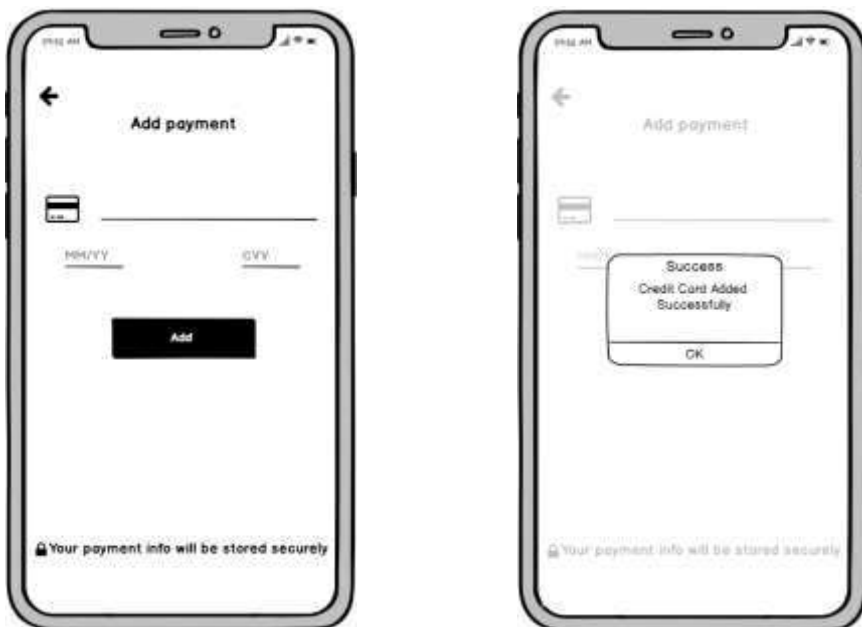 Add payment
MM/YY
CVV
Add
Your payment info will be stored securely
Add payment
Success
Credit Card Added
Successfully
OK
Your payment info will be stored securely